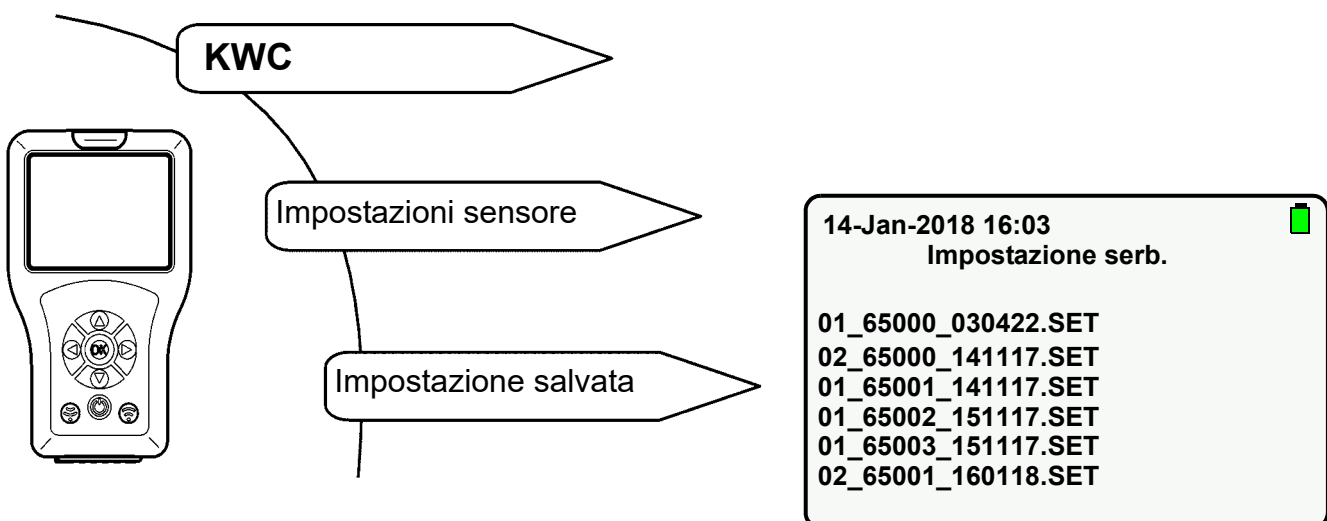 KWC
Impostazioni sensore
Impostazione salvata
OK
14-Jan-2018 16:03
Impostazione serb.
01_65000_030422.SET
02_65000_141117.SET
01_65001_141117.SET
01_65002_151117.SET
01_65003_151117.SET
02_65001_160118.SET